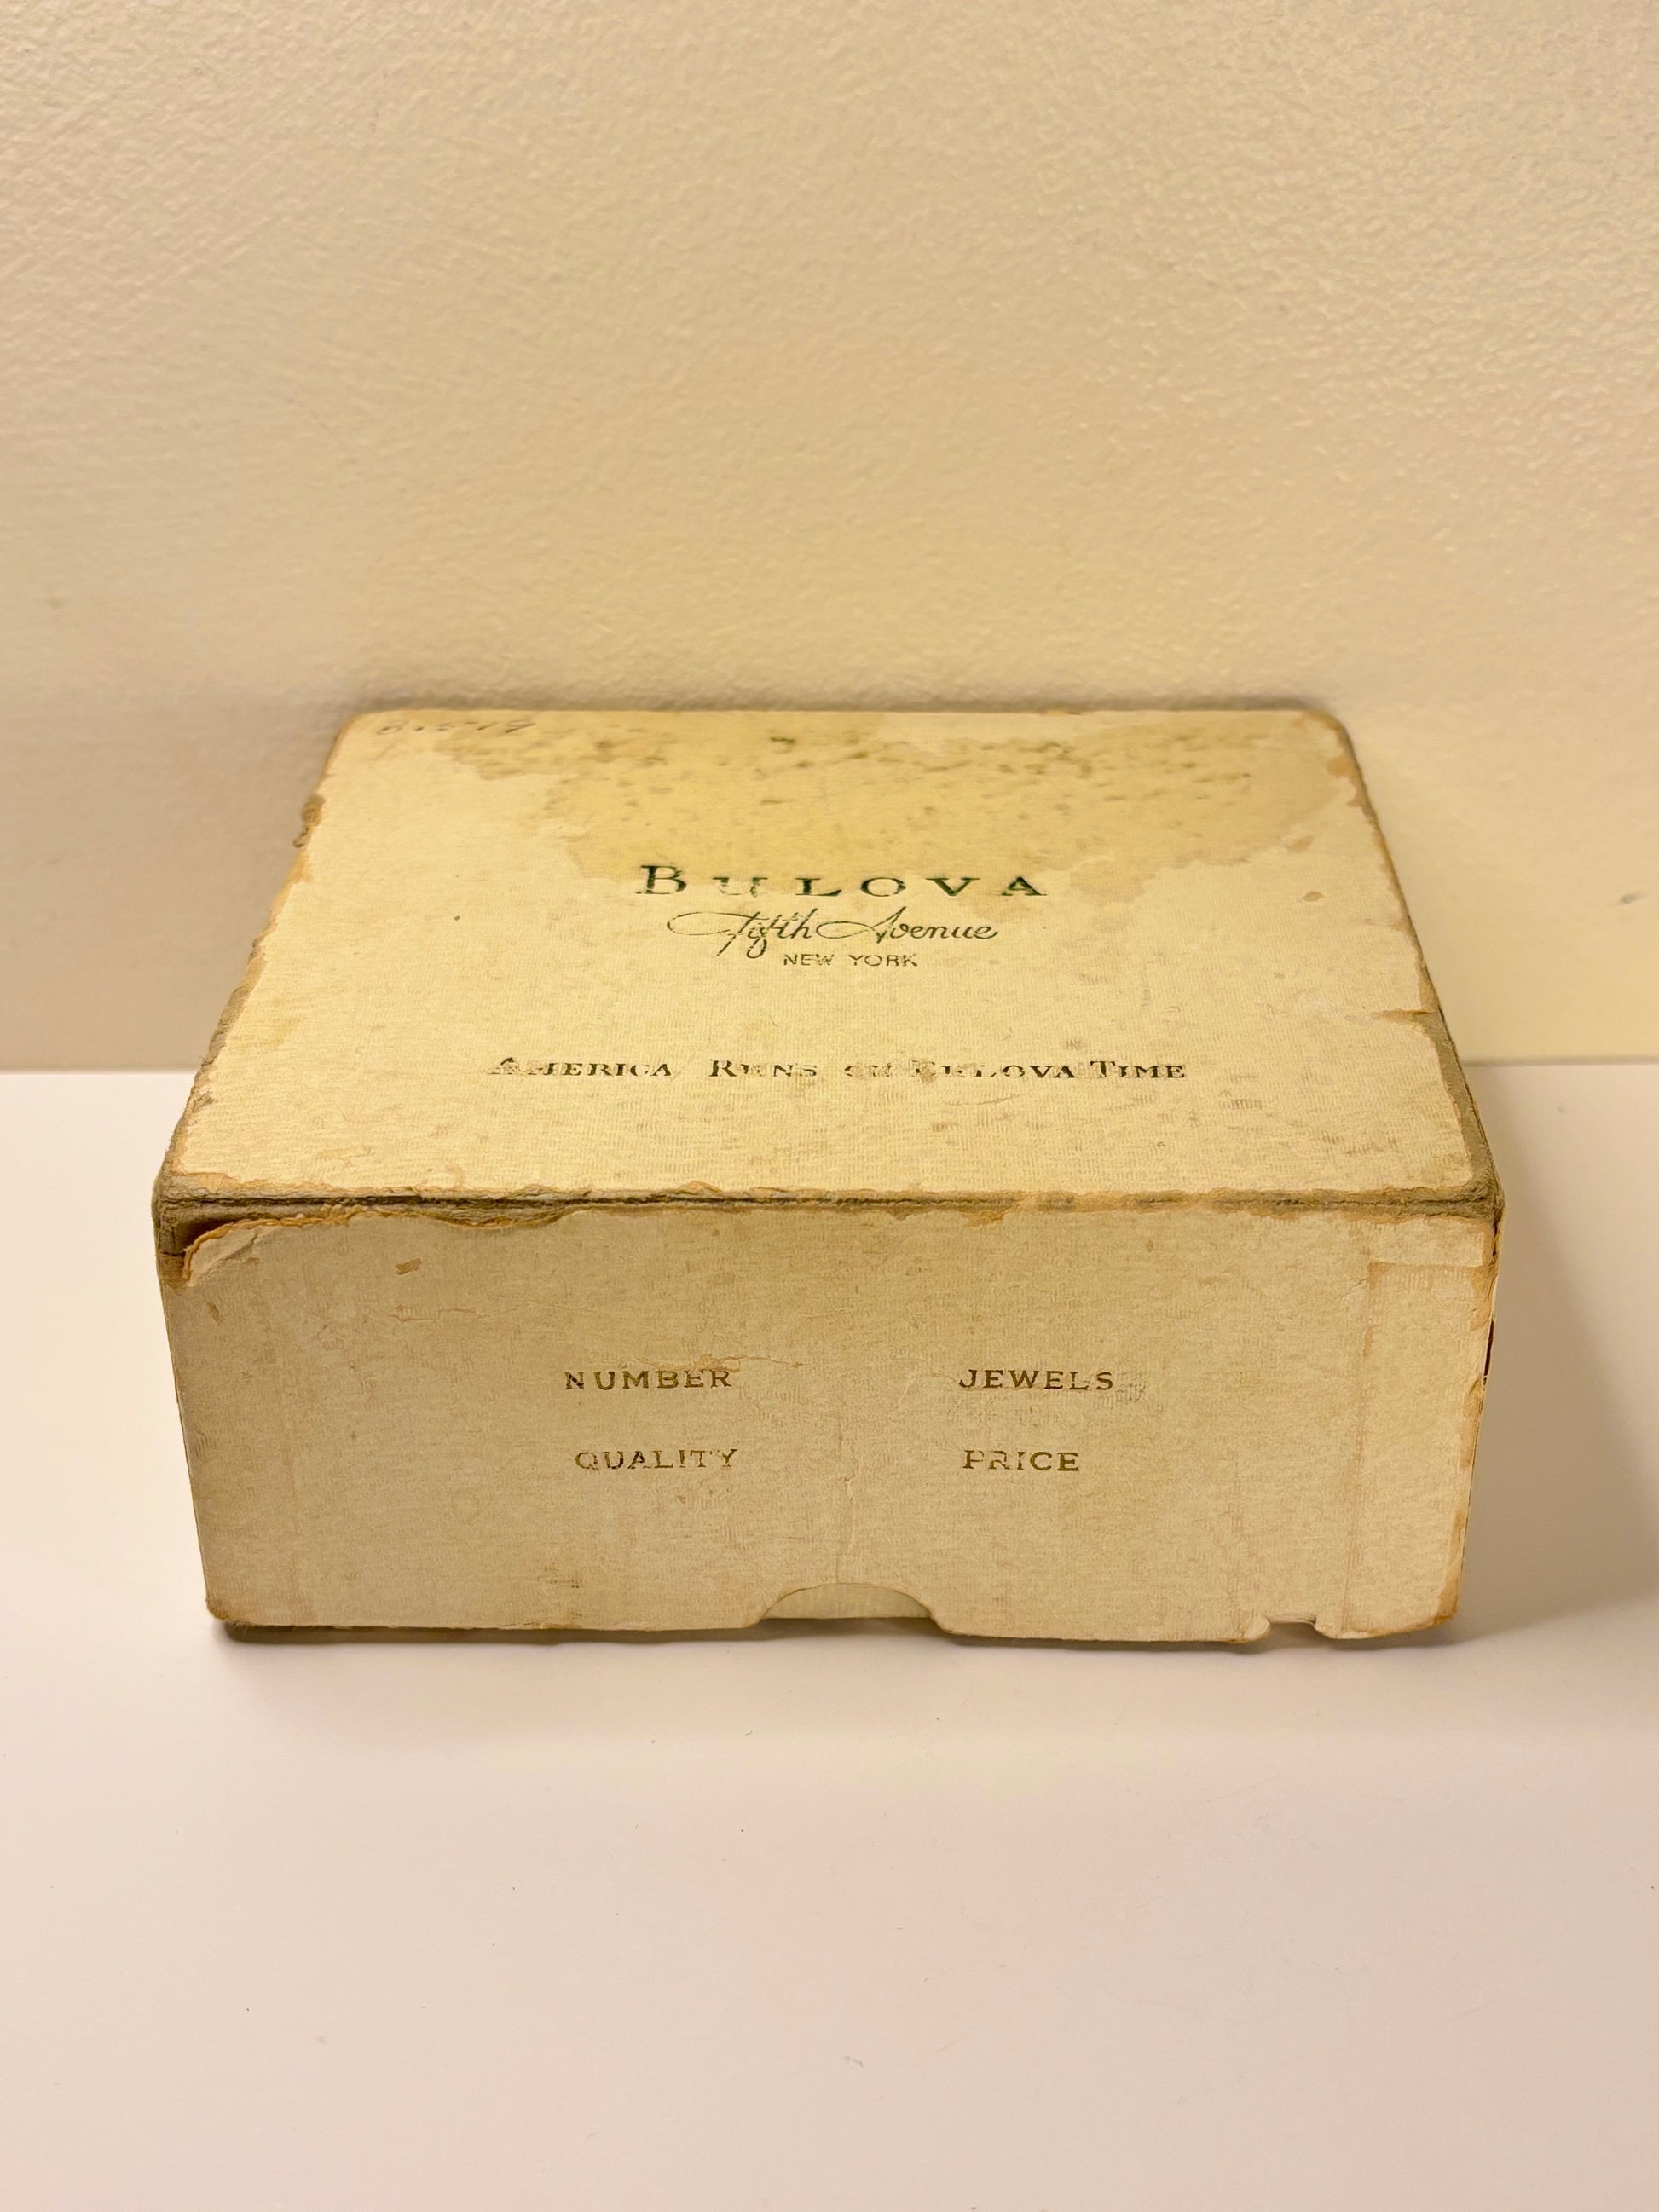 BULOVA
Fifth Avenue
NEW YORK
AMERICA RUNS ON BULOVA TIME
NUMBER JEWELS
QUALITY PRICE